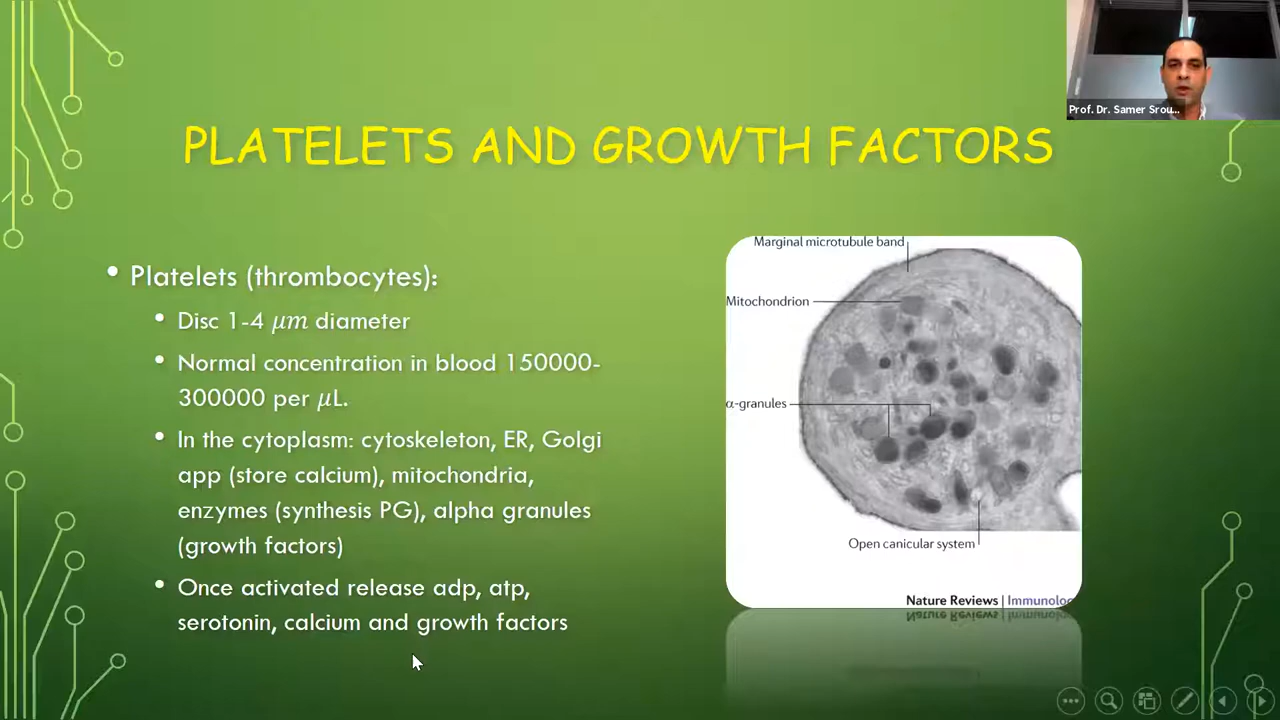 Prof. Dr. Samer Srou...
PLATELETS AND GROWTH FACTORS
• Platelets (thrombocytes):
• Disc 1-4 𝜇𝑚 diameter
• Normal concentration in blood 150000-
300000 per 𝜇L.
• In the cytoplasm: cytoskeleton, ER, Golgi
app (store calcium), mitochondria,
enzymes (synthesis PG), alpha granules
(growth factors)
• Once activated release adp, atp,
serotonin, calcium and growth factors
Marginal microtubule band
Mitochondrion
α-granules
Open canicular system
Nature Reviews | Immunolo